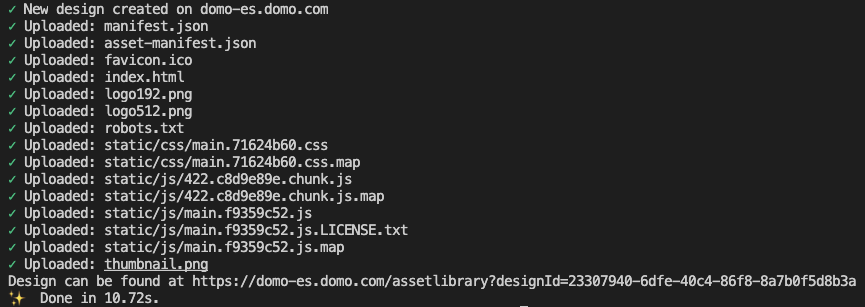 ✓ New design created on domo-es.domo.com
✓ Uploaded: manifest.json
✓ Uploaded: asset-manifest.json
✓ Uploaded: favicon.ico
✓ Uploaded: index.html
✓ Uploaded: logo192.png
✓ Uploaded: logo512.png
✓ Uploaded: robots.txt
✓ Uploaded: static/css/main.71624b60.css
✓ Uploaded: static/css/main.71624b60.css.map
✓ Uploaded: static/js/422.c8d9e89e.chunk.js
✓ Uploaded: static/js/422.c8d9e89e.chunk.js.map
✓ Uploaded: static/js/main.f9359c52.js
✓ Uploaded: static/js/main.f9359c52.js.LICENSE.txt
✓ Uploaded: static/js/main.f9359c52.js.map
✓ Uploaded: thumbnail.png
Design can be found at https://domo-es.domo.com/assetlibrary?designId=23307940-6dfe-40c4-86f8-8a7b0f5d8b3a
✨ Done in 10.72s.